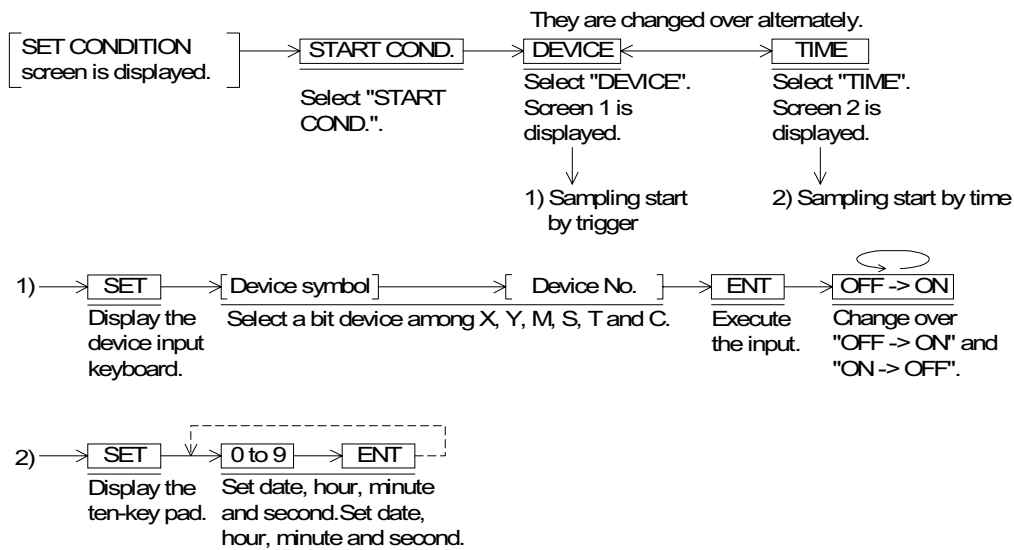 They are changed over alternately.
SET CONDITION
screen is displayed.
START COND.
DEVICE
TIME
Select "START
COND.".
Select "DEVICE".
Screen 1 is
displayed.
Select "TIME".
Screen 2 is
displayed.
1) Sampling start
by trigger
2) Sampling start by time
1)
SET
Device symbol
Device No.
ENT
OFF -> ON
Display the
device input
keyboard.
Select a bit device among X, Y, M, S, T and C.
Execute
the input.
Change over
"OFF -> ON" and
"ON -> OFF".
2)
SET
0 to 9
ENT
Display the
ten-key pad.
Set date, hour, minute
and second.Set date,
hour, minute and second.